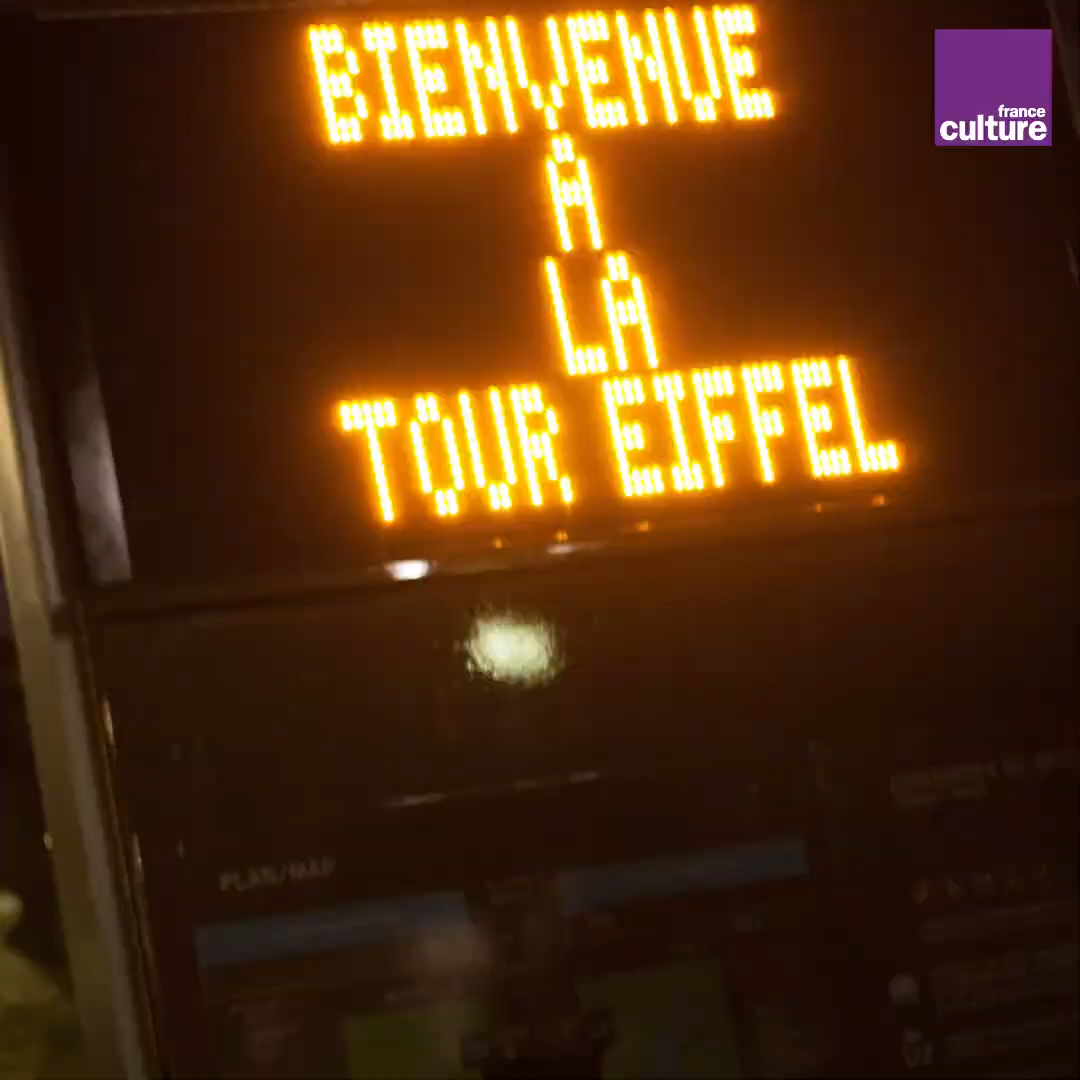 BIENVENUE
A
LA
TOUR EIFFEL
france
culture
PLAN/MAP